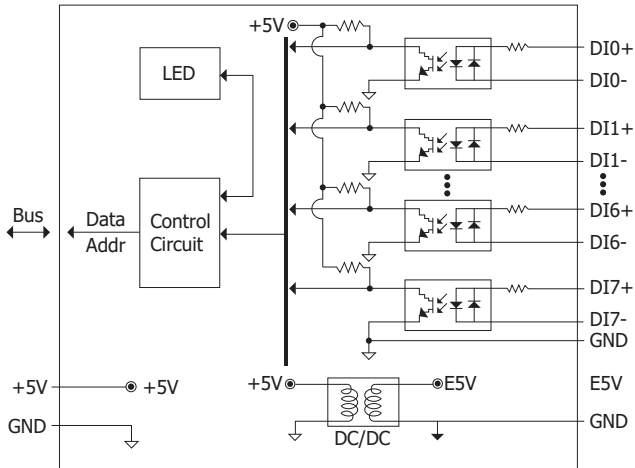 +5V
LED
DI0+
DI0-
DI1+
DI1-
Bus
Data
Addr
Control
Circuit
DI6+
DI6-
DI7+
DI7-
GND
+5V
+5V
+5V
E5V
E5V
GND
DC/DC
GND